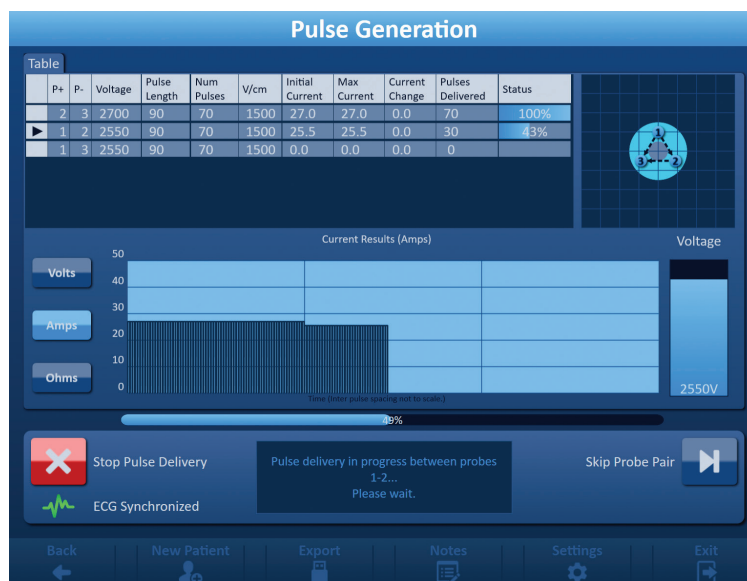 Pulse Generation
Table
P+ P- Voltage Pulse Length Num Pulses V/cm Initial Current Max Current Current Change Pulses Delivered Status
2 3 2700 90 70 1500 27.0 27.0 0.0 70 100%
1 2 2550 90 70 1500 25.5 25.5 0.0 30 43%
1 3 2550 90 70 1500 0.0 0.0 0.0 0
1
3 2
Current Results (Amps)
Voltage
Volts
Amps
Ohms
50
40
30
20
10
0
Time (Inter pulse spacing not to scale.)
2550V
49%
Stop Pulse Delivery
ECG Synchronized
Pulse delivery in progress between probes
1-2...
Please wait.
Skip Probe Pair
Back New Patient Export Notes Settings Exit